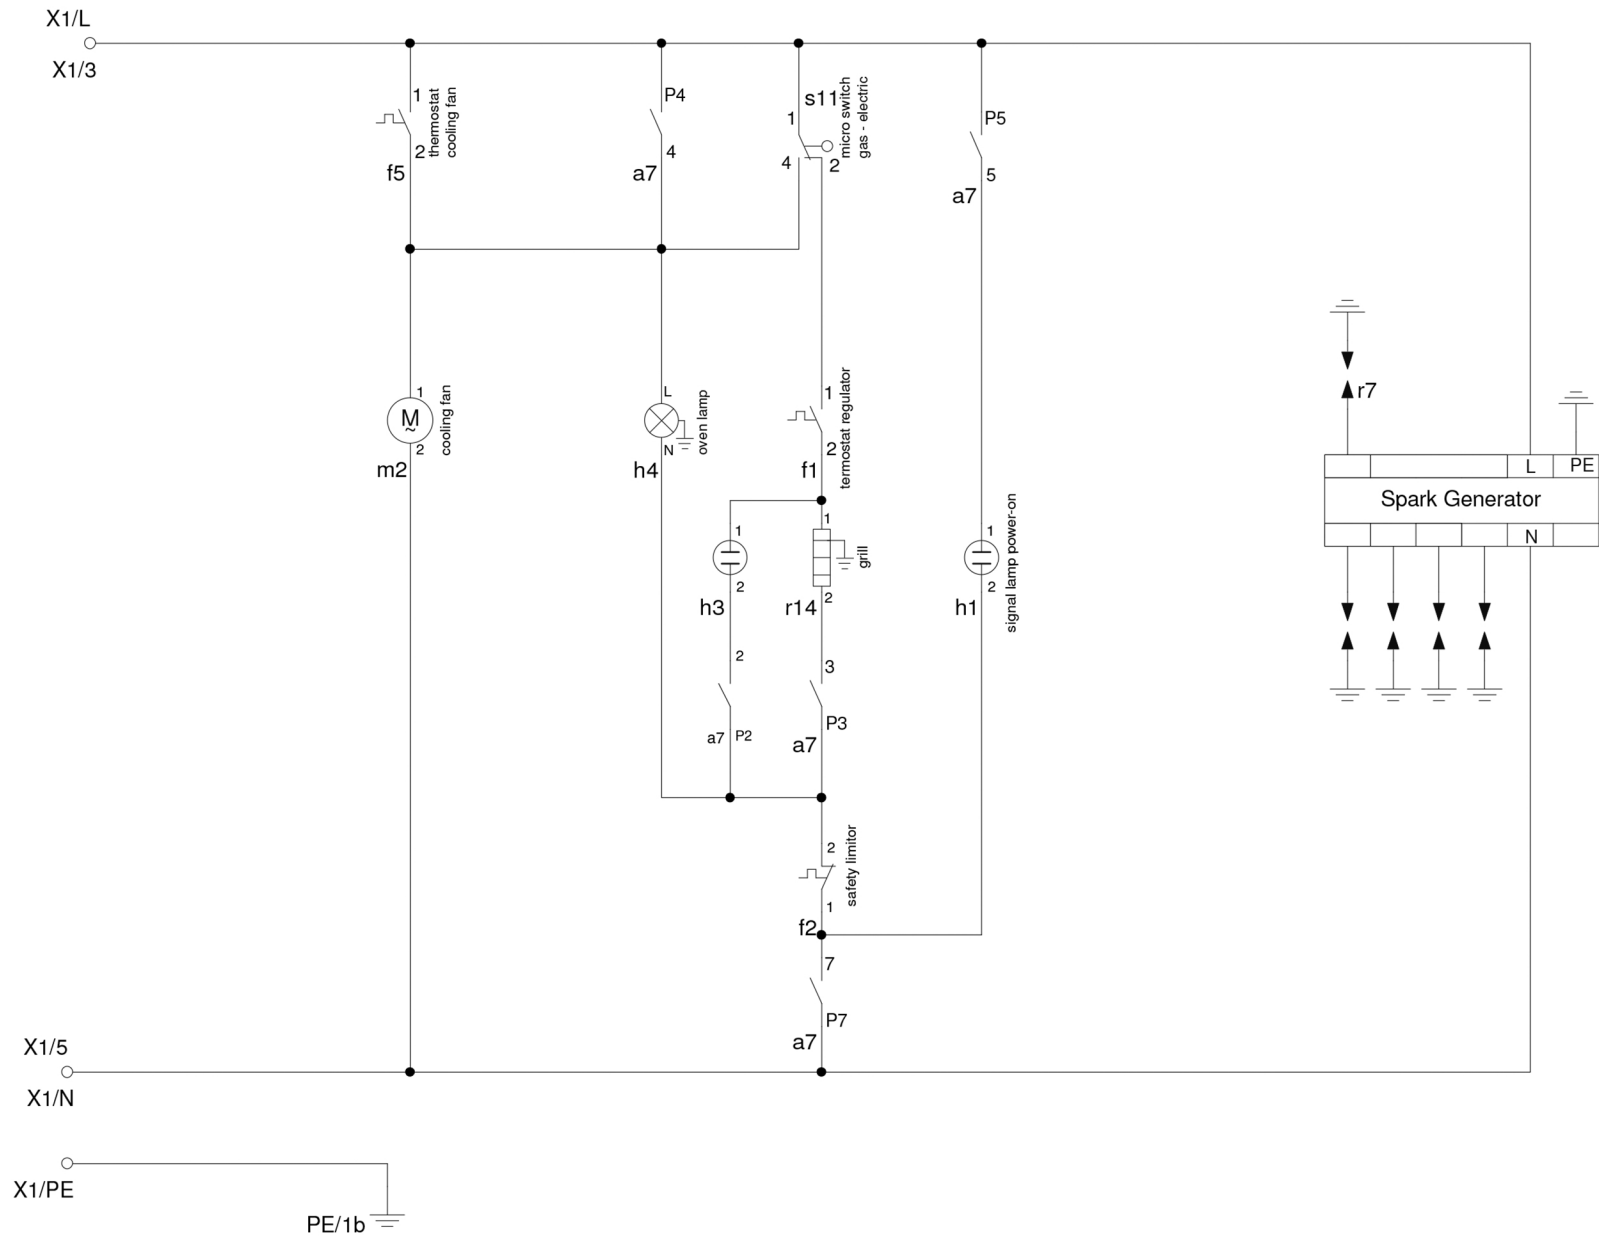 X1/L
X1/3
1
thermostat
cooling fan
2
f5
P4
4
a7
s11
micro switch
gas - electric
1
4
2
P5
5
a7
1
M
~
2
m2
cooling fan
L
N
h4
oven lamp
1
2
f1
termostat regulator
1
2
h3
1
2
r14
grill
1
2
h1
signal lamp power-on
2
a7 P2
3
P3
a7
2
1
f2
safety limitor
7
P7
a7
r7
L
PE
Spark Generator
N
X1/5
X1/N
X1/PE
PE/1b